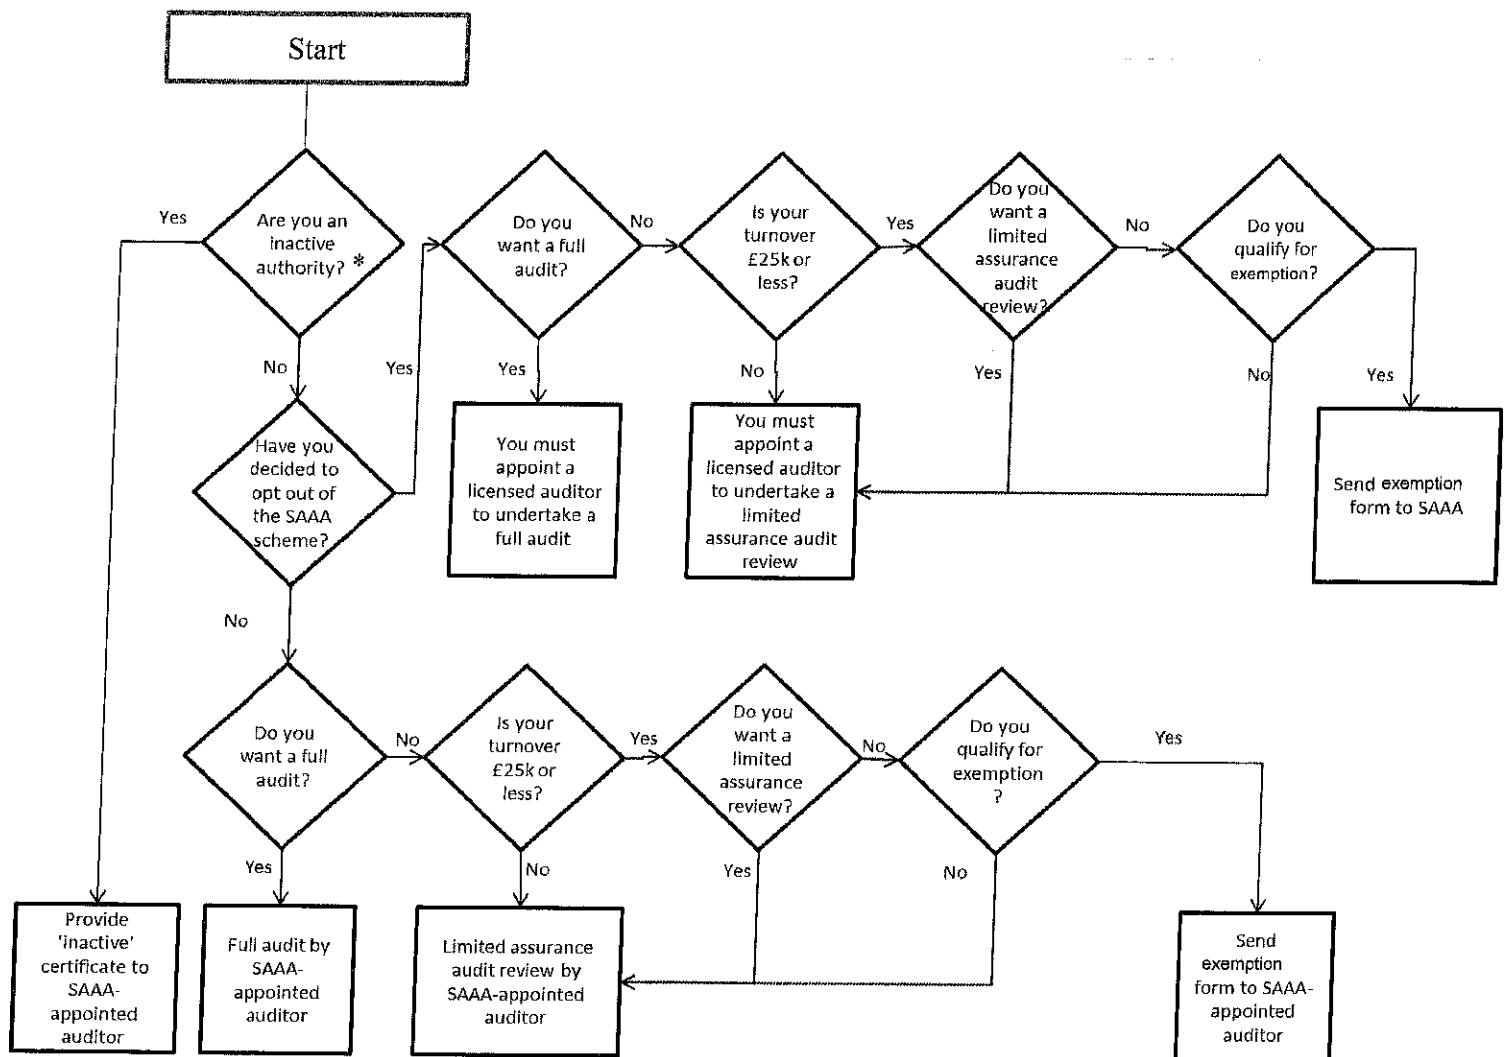 Start
Yes
Are you an
inactive
authority? *
No
Do you
want a full
audit?
No
Is your
turnover
£25k or
less?
Yes
Do you
want a
limited
assurance
audit
review?
No
Do you
qualify for
exemption?
Yes
Yes
No
Yes
No
Yes
Have you
decided to
opt out of
the SAAA
scheme?
You must
appoint a
licensed auditor
to undertake a
full audit
You must
appoint a
licensed auditor
to undertake a
limited
assurance audit
review
Send exemption
form to SAAA
No
Do you
want a full
audit?
No
Is your
turnover
£25k or
less?
Yes
Do you
want a
limited
assurance
review?
No
Do you
qualify for
exemption
?
Yes
Yes
No
Yes
No
Provide
'inactive'
certificate to
SAAA-
appointed
auditor
Full audit by
SAAA-
appointed
auditor
Limited assurance
audit review by
SAAA-appointed
auditor
Send
exemption
form to SAAA-
appointed
auditor